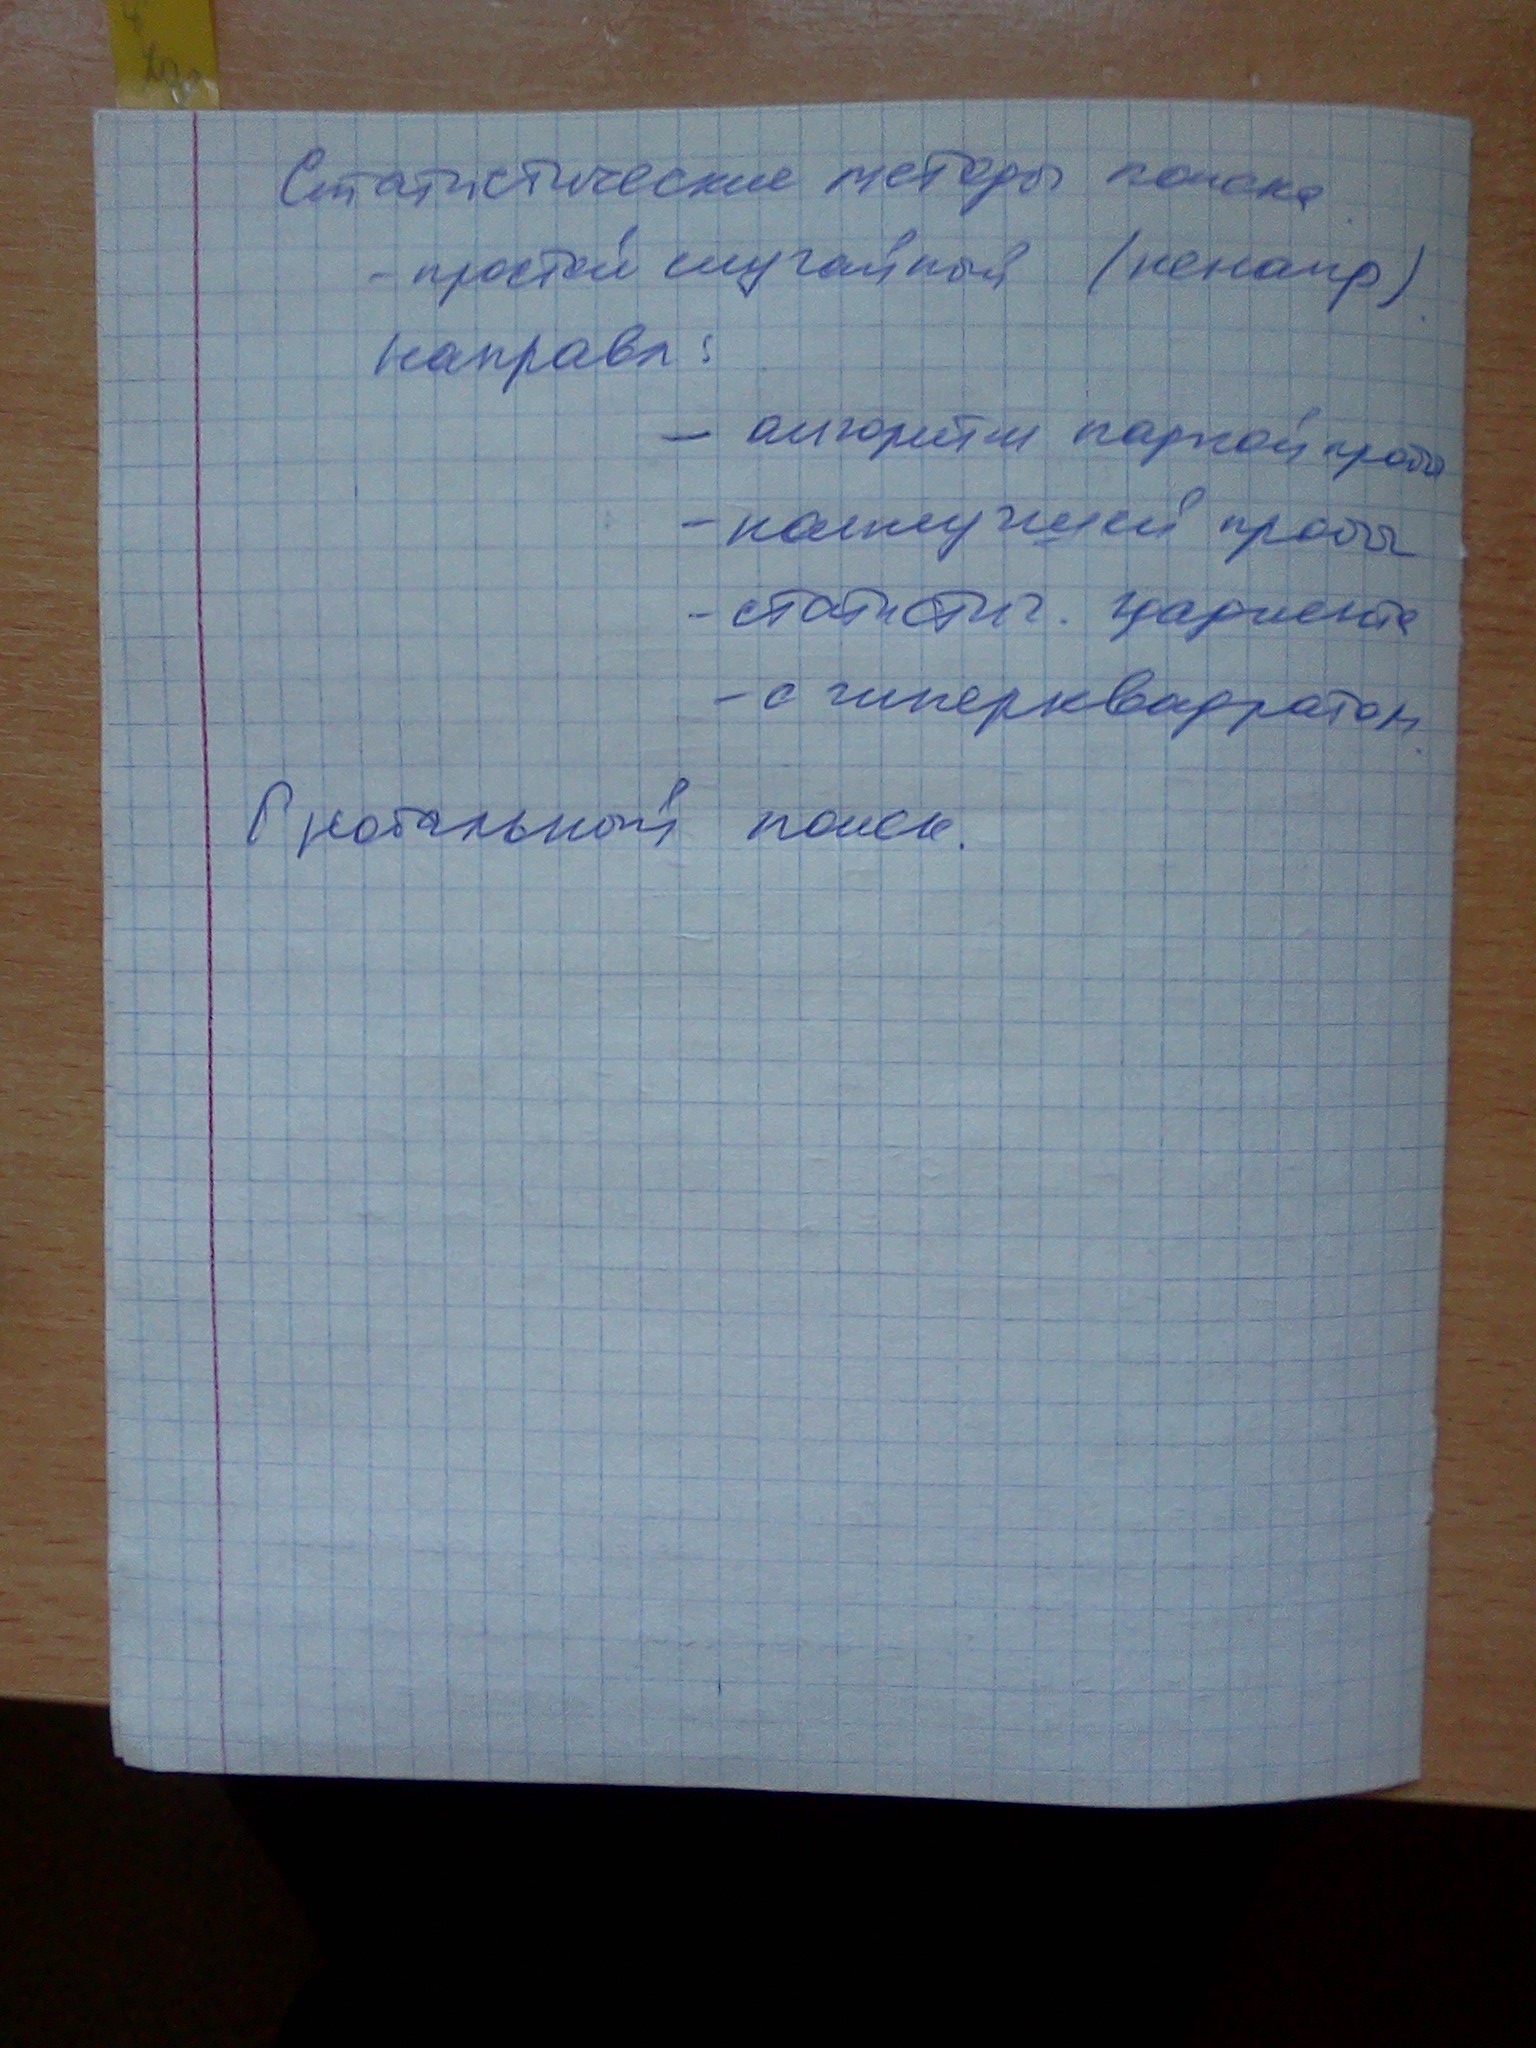 Статистические методы поиска.
- простой случайный (ненапр).
направл:
- алгоритм парной пробы
- наилучшей пробы
- статистич. градиента
- с гиперквадратом.
Глобальный поиск.